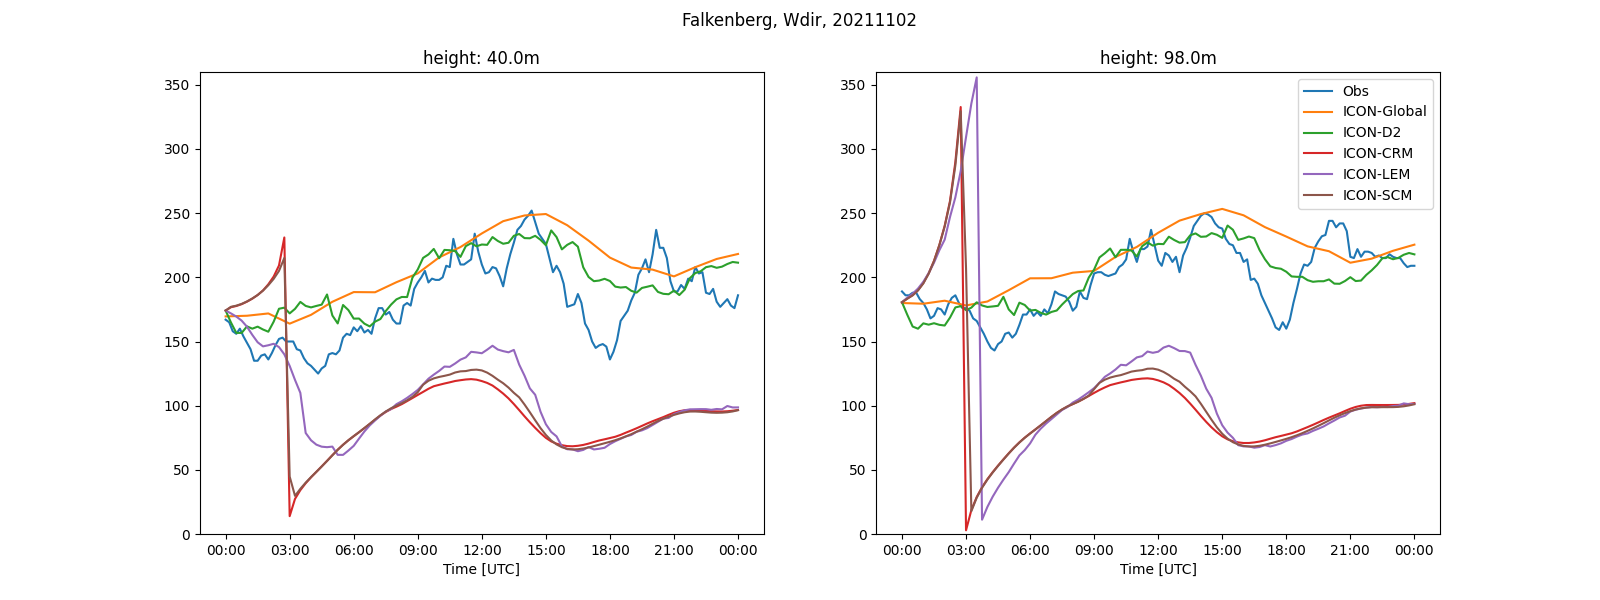 Falkenberg, Wdir, 20211102
height: 40.0m
350
300
250
200
150
100
50
0
00:00 03:00 06:00 09:00 12:00 15:00 18:00 21:00 00:00
Time [UTC]
height: 98.0m
350
300
250
200
150
100
50
0
00:00 03:00 06:00 09:00 12:00 15:00 18:00 21:00 00:00
Time [UTC]
Obs
ICON-Global
ICON-D2
ICON-CRM
ICON-LEM
ICON-SCM